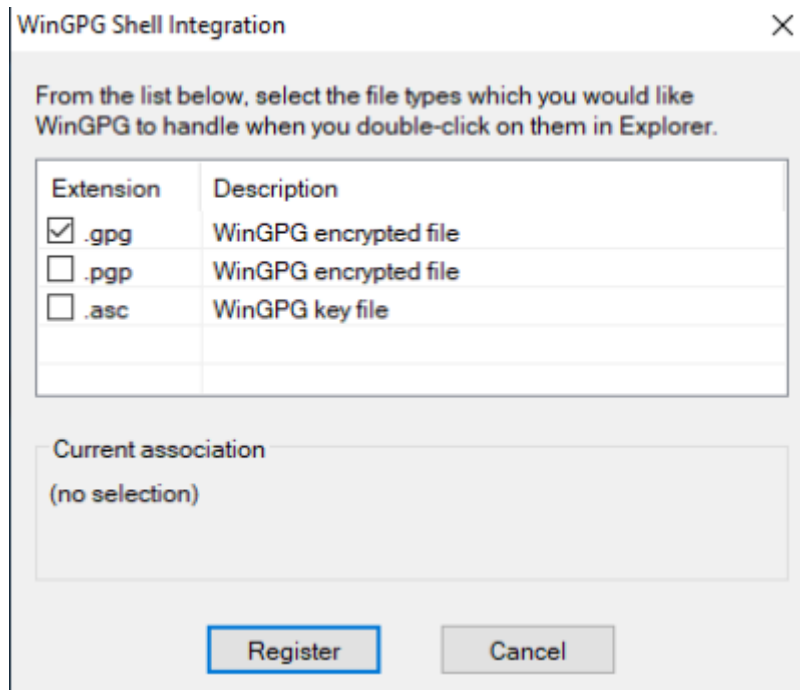 WinGPG Shell Integration
From the list below, select the file types which you would like
WinGPG to handle when you double-click on them in Explorer.
Extension Description
.gpg WinGPG encrypted file
.pgp WinGPG encrypted file
.asc WinGPG key file
Current association
(no selection)
Register Cancel